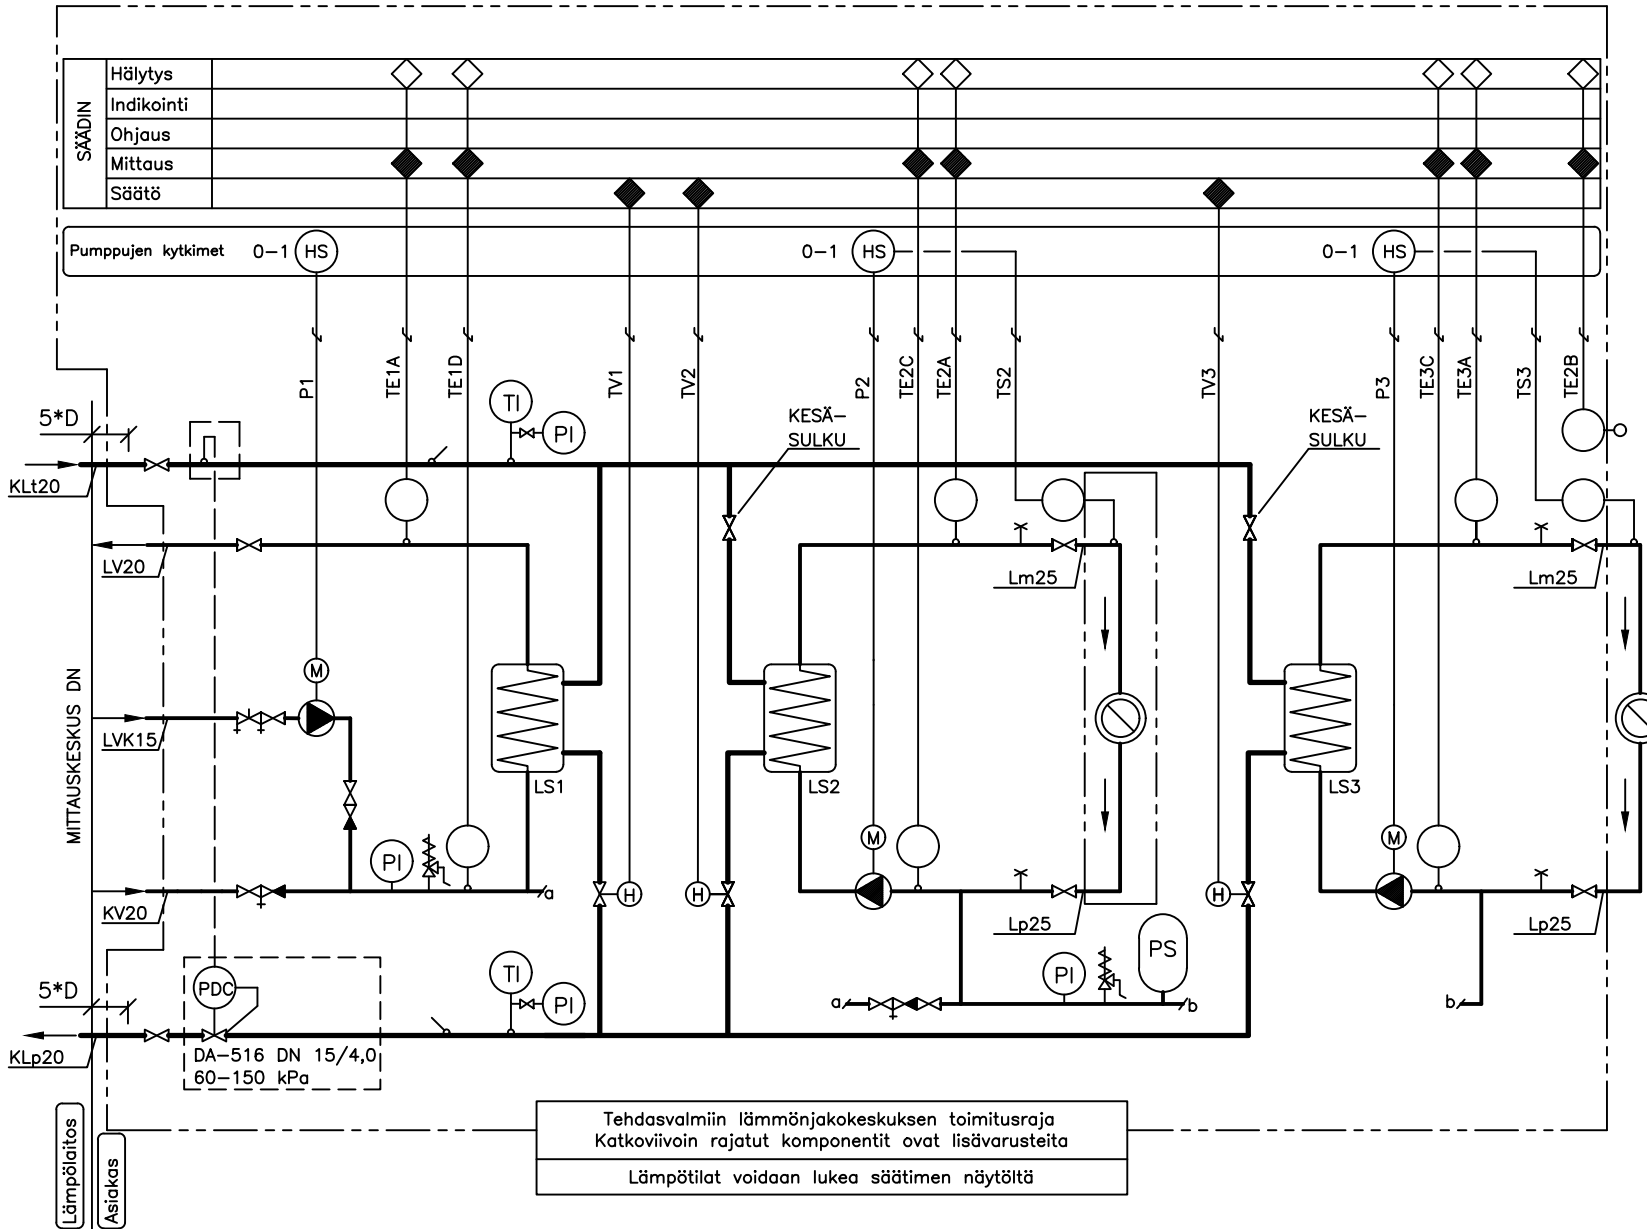 SÄÄDIN
Hälytys
Indikointi
Ohjaus
Mittaus
Säätö
Pumppujen kytkimet 0-1 HS 0-1 HS 0-1 HS
P1 TE1A TE1D TV1 TV2 P2 TE2C TE2A TS2 TV3 P3 TE3C TE3A TS3 TE2B
5*D
TI
PI
KESÄ-
SULKU
KESÄ-
SULKU
KLt20
LV20
Lm25
Lm25
MITTAUSKESKUS DN
M
LVK15
LS1
LS2
LS3
M
M
PI
H
H
H
a
KV20
Lp25
Lp25
PS
TI
PI
PI
5*D
PDC
a
b
b
KLp20
DA-516 DN 15/4,0
60-150 kPa
Tehdasvalmiin lämmönjakokeskuksen toimitusraja
Katkoviivoin rajatut komponentit ovat lisävarusteita
Lämpötilat voidaan lukea säätimen näytöltä
Lämpölaitos
Asiakas